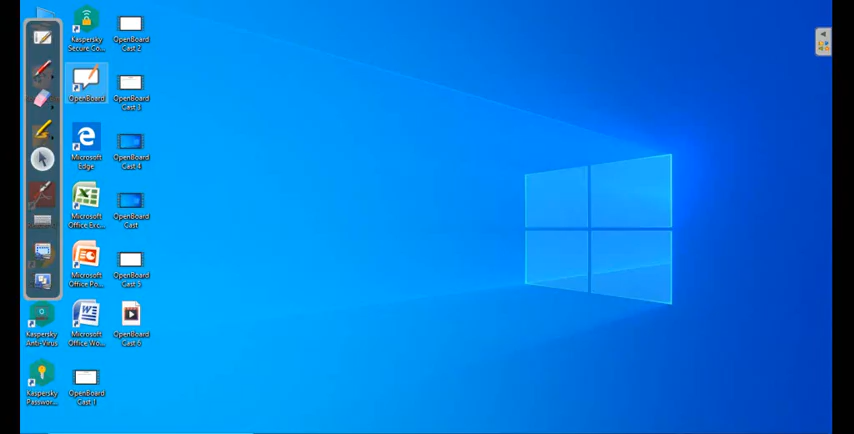 Kaspersky
Secure Co...
OpenBoard
Cast 2
OpenBoard
OpenBoard
Cast 3
Microsoft
Edge
OpenBoard
Cast 4
Microsoft
Office Exc...
OpenBoard
Cast
Microsoft
Office Po...
OpenBoard
Cast 5
Kaspersky
Anti-Virus
Microsoft
Office Wo...
OpenBoard
Cast 6
Kaspersky
Passwor...
OpenBoard
Cast 1